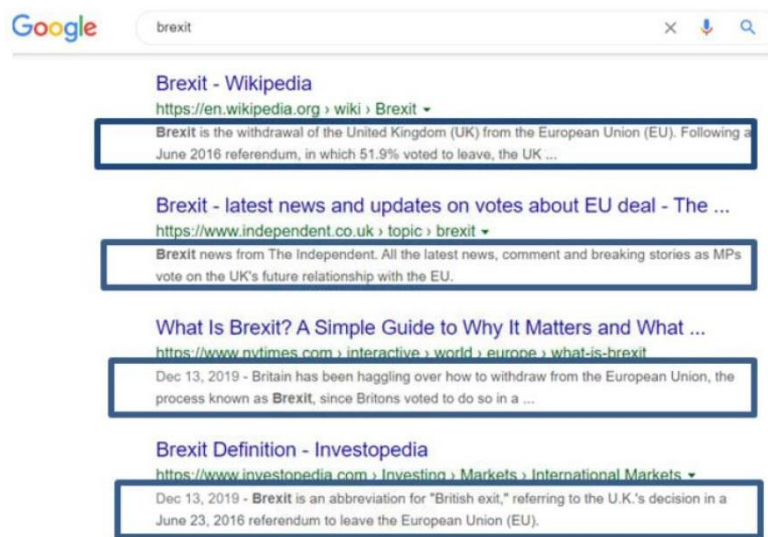 Google
brexit
Brexit - Wikipedia
https://en.wikipedia.org › wiki › Brexit
Brexit is the withdrawal of the United Kingdom (UK) from the European Union (EU). Following a
June 2016 referendum, in which 51.9% voted to leave, the UK ...
Brexit - latest news and updates on votes about EU deal - The ...
https://www.independent.co.uk › topic › brexit
Brexit news from The Independent. All the latest news, comment and breaking stories as MPs
vote on the UK's future relationship with the EU.
What Is Brexit? A Simple Guide to Why It Matters and What ...
https://www.nytimes.com › interactive › world › europe › what-is-brexit
Dec 13, 2019 - Britain has been haggling over how to withdraw from the European Union, the
process known as Brexit, since Britons voted to do so in a ...
Brexit Definition - Investopedia
https://www.investopedia.com › Investing › Markets › International Markets
Dec 13, 2019 - Brexit is an abbreviation for "British exit," referring to the U.K.'s decision in a
June 23, 2016 referendum to leave the European Union (EU).